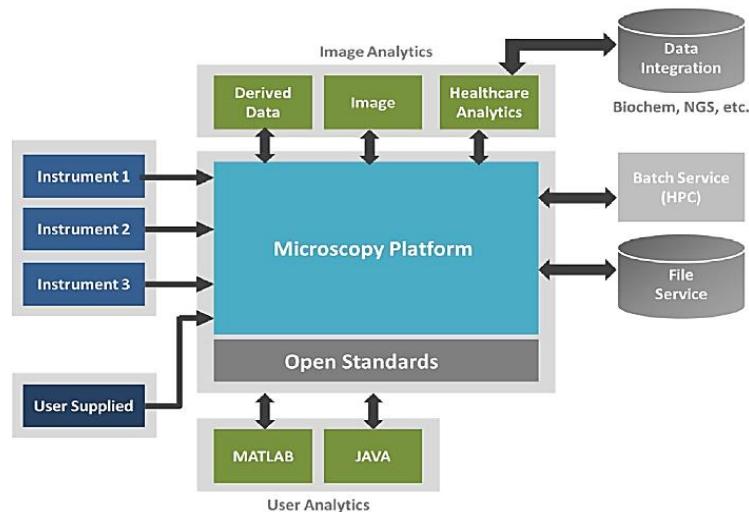 Image Analytics
Derived
Data
Image
Healthcare
Analytics
Data
Integration
Biochem, NGS, etc.
Instrument 1
Instrument 2
Instrument 3
User Supplied
Microscopy Platform
Open Standards
Batch Service
(HPC)
File
Service
MATLAB
JAVA
User Analytics